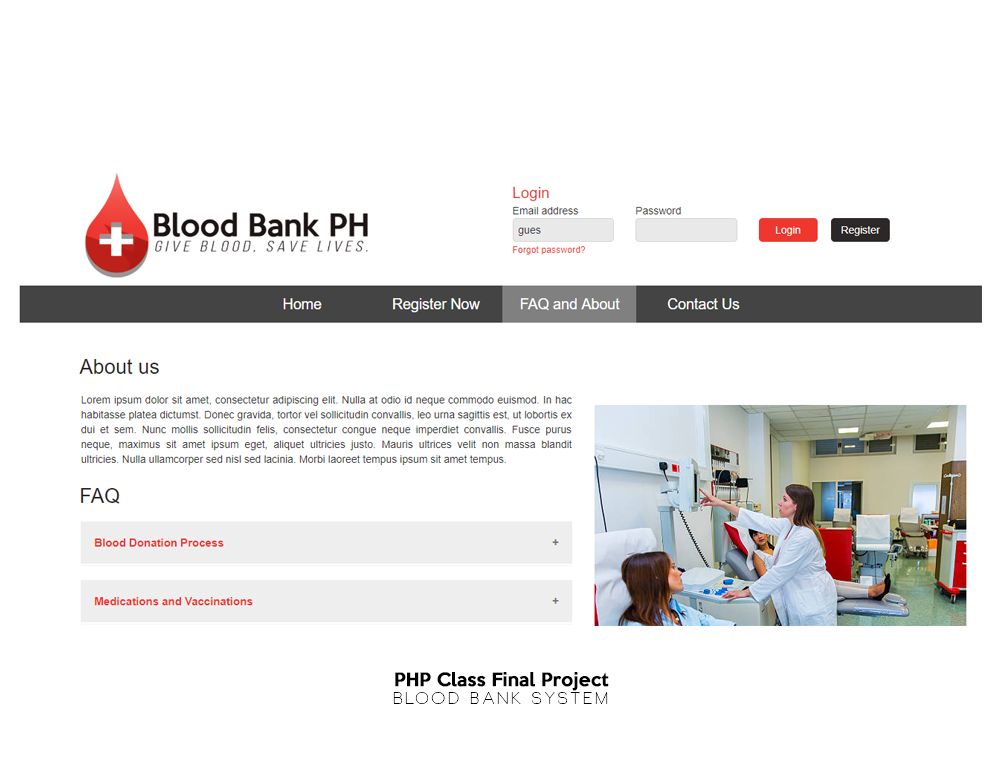 Blood Bank PH
GIVE BLOOD, SAVE LIVES.
Login
Email address
Password
gues
Login
Register
Forgot password?
Home
Register Now
FAQ and About
Contact Us
About us
Lorem ipsum dolor sit amet, consectetur adipiscing elit. Nulla at odio id neque commodo euismod. In hac
habitasse platea dictumst. Donec gravida, tortor vel sollicitudin convallis, leo urna sagittis est, ut lobortis ex
dui et sem. Nunc mollis sollicitudin felis, consectetur congue neque imperdiet convallis. Fusce purus
neque, maximus sit amet ipsum eget, aliquet ultricies justo. Mauris ultrices velit non massa blandit
ultricies. Nulla ullamcorper sed nisl sed lacinia. Morbi laoreet tempus ipsum sit amet tempus.
FAQ
Blood Donation Process +
Medications and Vaccinations +
PHP Class Final Project
BLOOD BANK SYSTEM